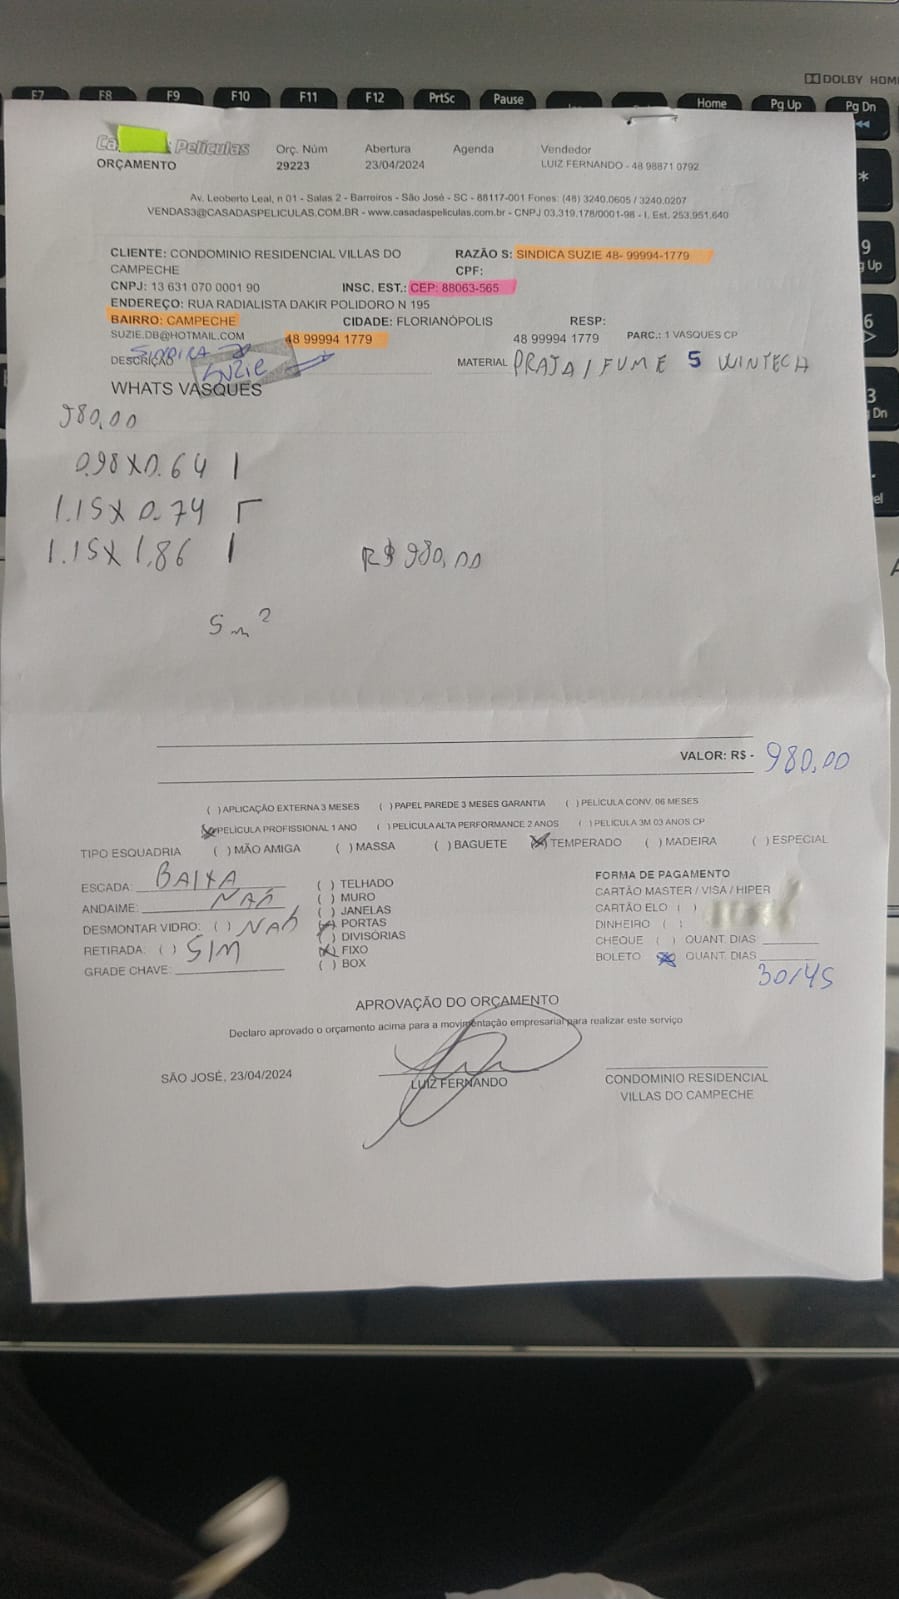 DOLBY HOM
F7 F8 F9 F10 F11 F12 PrtSc Pause Home Pg Up Pg Dn
Películas Orç. Núm Abertura Agenda Vendedor
ORÇAMENTO 29223 23/04/2024 LUIZ FERNANDO - 48 98871 0792
Av. Leoberto Leal, n 01 - Salas 2 - Barreiros - São José - SC - 88117-001 Fones: (48) 3240.0605 / 3240.0207
VENDAS3@CASADASPELICULAS.COM.BR - www.casadaspeliculas.com.br - CNPJ 03.319.178/0001-98 - I. Est. 253.951.640
CLIENTE: CONDOMINIO RESIDENCIAL VILLAS DO RAZÃO S: SINDICA SUZIE 48- 99994-1779
CAMPECHE CPF:
CNPJ: 13 631 070 0001 90 INSC. EST.: CEP: 88063-565
ENDEREÇO: RUA RADIALISTA DAKIR POLIDORO N 195
BAIRRO: CAMPECHE CIDADE: FLORIANÓPOLIS RESP:
SUZIE.DB@HOTMAIL.COM 48 99994 1779 48 99994 1779 PARC.: 1 VASQUES CP
DESCRIÇÃO SUZIE MATERIAL PRATA / FUME 5 WINTECH
WHATS VASQUES
980,00
0.98 X 0.64 1
1.15 X 0.74
1.15 X 1.86 1 R$ 980,00
5 m²
VALOR: R$ - 980,00
( ) APLICAÇÃO EXTERNA 3 MESES ( ) PAPEL PAREDE 3 MESES GARANTIA ( ) PELÍCULA CONV. 06 MESES
(X) PELÍCULA PROFISSIONAL 1 ANO ( ) PELÍCULA ALTA PERFORMANCE 2 ANOS ( ) PELÍCULA 3M 03 ANOS CP
TIPO ESQUADRIA ( ) MÃO AMIGA ( ) MASSA ( ) BAGUETE (X) TEMPERADO ( ) MADEIRA ( ) ESPECIAL
ESCADA: BAIXA
ANDAIME: NAÕ
DESMONTAR VIDRO: ( ) NAÕ
RETIRADA: ( ) SIM
GRADE CHAVE:
( ) TELHADO
( ) MURO
( ) JANELAS
(X) PORTAS
( ) DIVISÓRIAS
(X) FIXO
( ) BOX
FORMA DE PAGAMENTO
CARTÃO MASTER / VISA / HIPER
CARTÃO ELO ( )
DINHEIRO ( )
CHEQUE ( ) QUANT. DIAS
BOLETO (X) QUANT. DIAS
30/45
APROVAÇÃO DO ORÇAMENTO
Declaro aprovado o orçamento acima para a movimentação empresarial para realizar este serviço
SÃO JOSÉ, 23/04/2024
LUIZ FERNANDO
CONDOMINIO RESIDENCIAL
VILLAS DO CAMPECHE